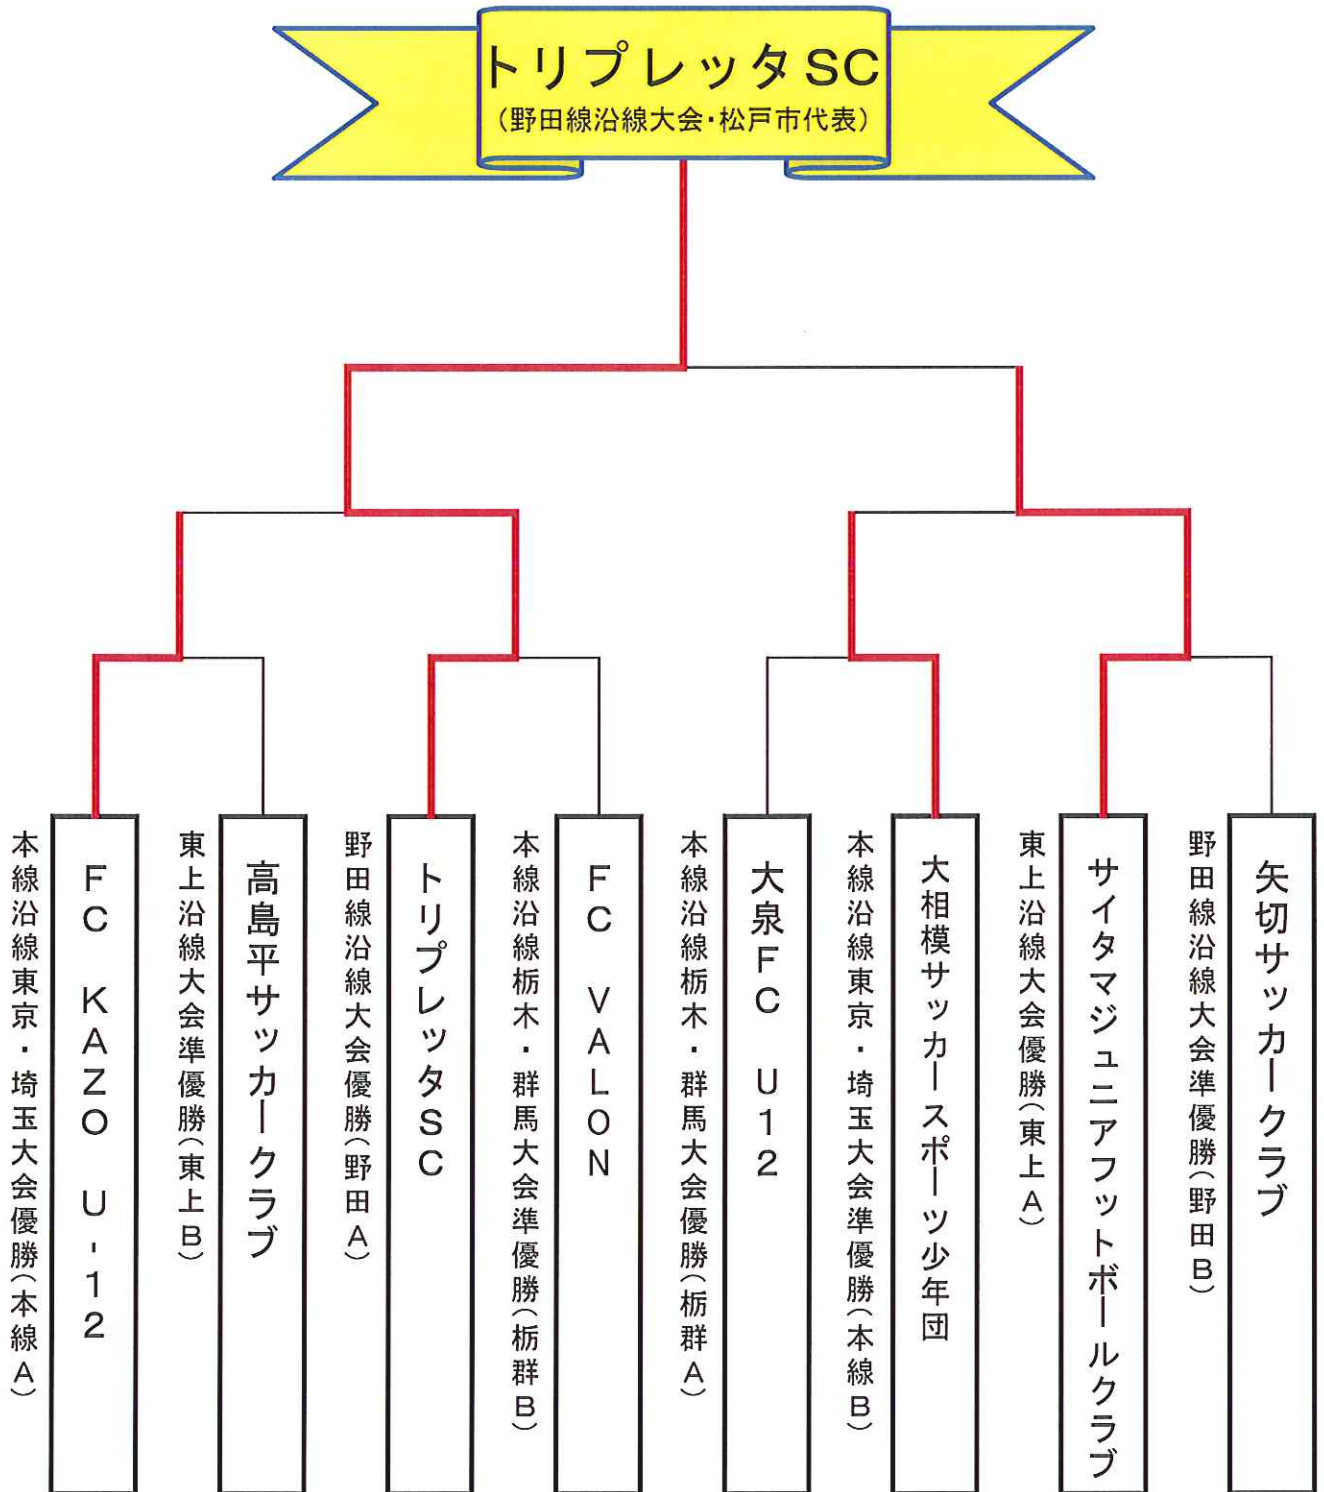 トリプレッタSC
(野田線沿線大会・松戸市代表)
本線沿線東京・埼玉大会優勝(本線A)
FC KAZO U-12
東上沿線大会準優勝(東上B)
高島平サッカークラブ
野田線沿線大会優勝(野田A)
トリプレッタSC
本線沿線栃木・群馬大会準優勝(栃群B)
FC VALON
本線沿線栃木・群馬大会優勝(栃群A)
大泉FC U12
本線沿線東京・埼玉大会準優勝(本線B)
大相模サッカースポーツ少年団
東上沿線大会優勝(東上A)
サイタマジュニアフットボールクラブ
野田線沿線大会準優勝(野田B)
矢切サッカークラブ